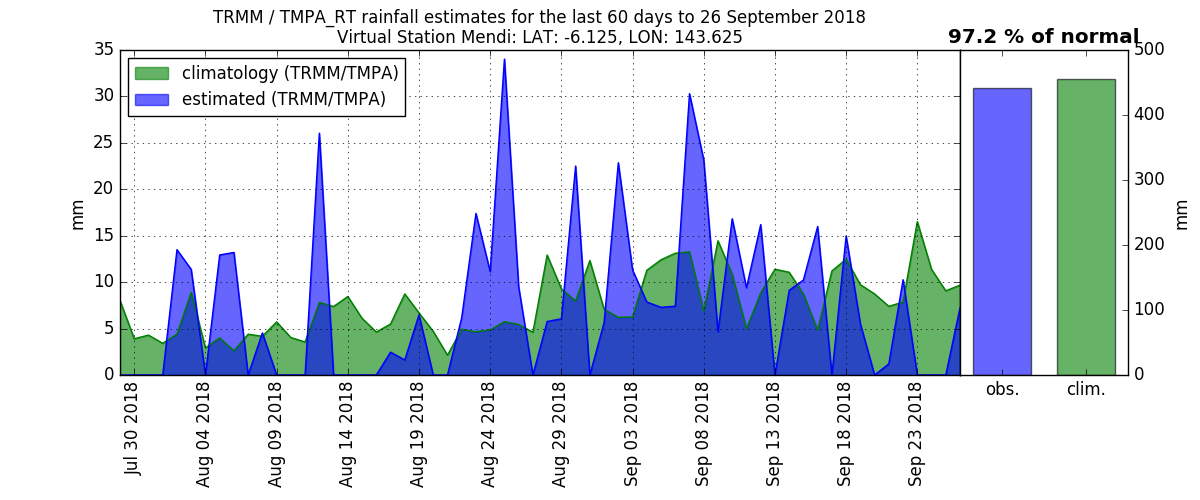 TRMM / TMPA_RT rainfall estimates for the last 60 days to 26 September 2018
Virtual Station Mendi: LAT: -6.125, LON: 143.625
97.2 % of normal
climatology (TRMM/TMPA)
estimated (TRMM/TMPA)
35
30
25
20
15
10
5
0
mm
Jul 30 2018
Aug 04 2018
Aug 09 2018
Aug 14 2018
Aug 19 2018
Aug 24 2018
Aug 29 2018
Sep 03 2018
Sep 08 2018
Sep 13 2018
Sep 18 2018
Sep 23 2018
obs.
clim.
500
400
300
200
100
0
mm